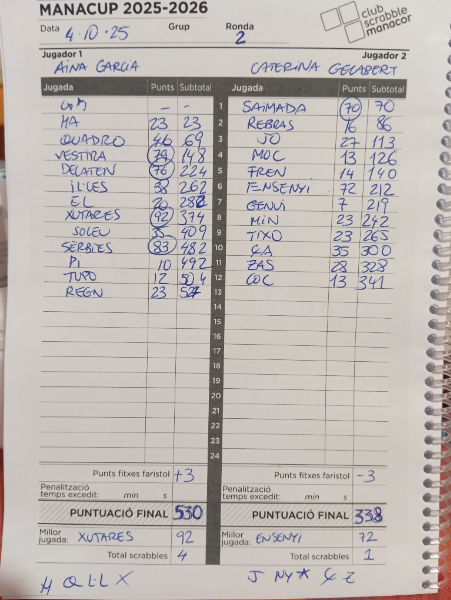 MANACUP 2025-2026
club scrabble manacor
Data 4·10·25 Grup Ronda 2
Jugador 1 Jugador 2
AINA GARCIA CATERINA GELABERT
Jugada Punts Subtotal Jugada Punts Subtotal
- - 1 SAIMADA 70 70
HA 23 23 2 REBRAS 16 86
QUADRO 46 69 3 JO 27 113
VESTIRA 79 148 4 MOC 13 126
DELATEN 76 224 5 FREN 14 140
IL·LES 38 262 6 ENSENYI 72 212
EL 20 282 7 GENUI 7 219
XUTARES 92 374 8 MIN 23 242
SOLEU 35 409 9 TIXO 23 265
SERBIES 83 482 10 ÇA 35 300
PI 10 492 11 ZAS 28 328
TUFO 12 504 12 COC 13 341
REGN 23 527 13
14
15
16
17
18
19
20
21
22
23
24
Punts fitxes faristol +3 Punts fitxes faristol -3
Penalització temps excedit: min s Penalització temps excedit: min s
PUNTUACIÓ FINAL 530 PUNTUACIÓ FINAL 338
Millor jugada: XUTARES 92 Millor jugada: ENSENYI 72
Total scrabbles 4 Total scrabbles 1
H Q L·L X J NY * Ç Z